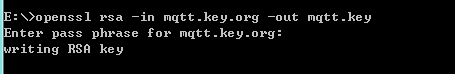 E:\>openssl rsa -in mqtt.key.org -out mqtt.key
Enter pass phrase for mqtt.key.org:
writing RSA key